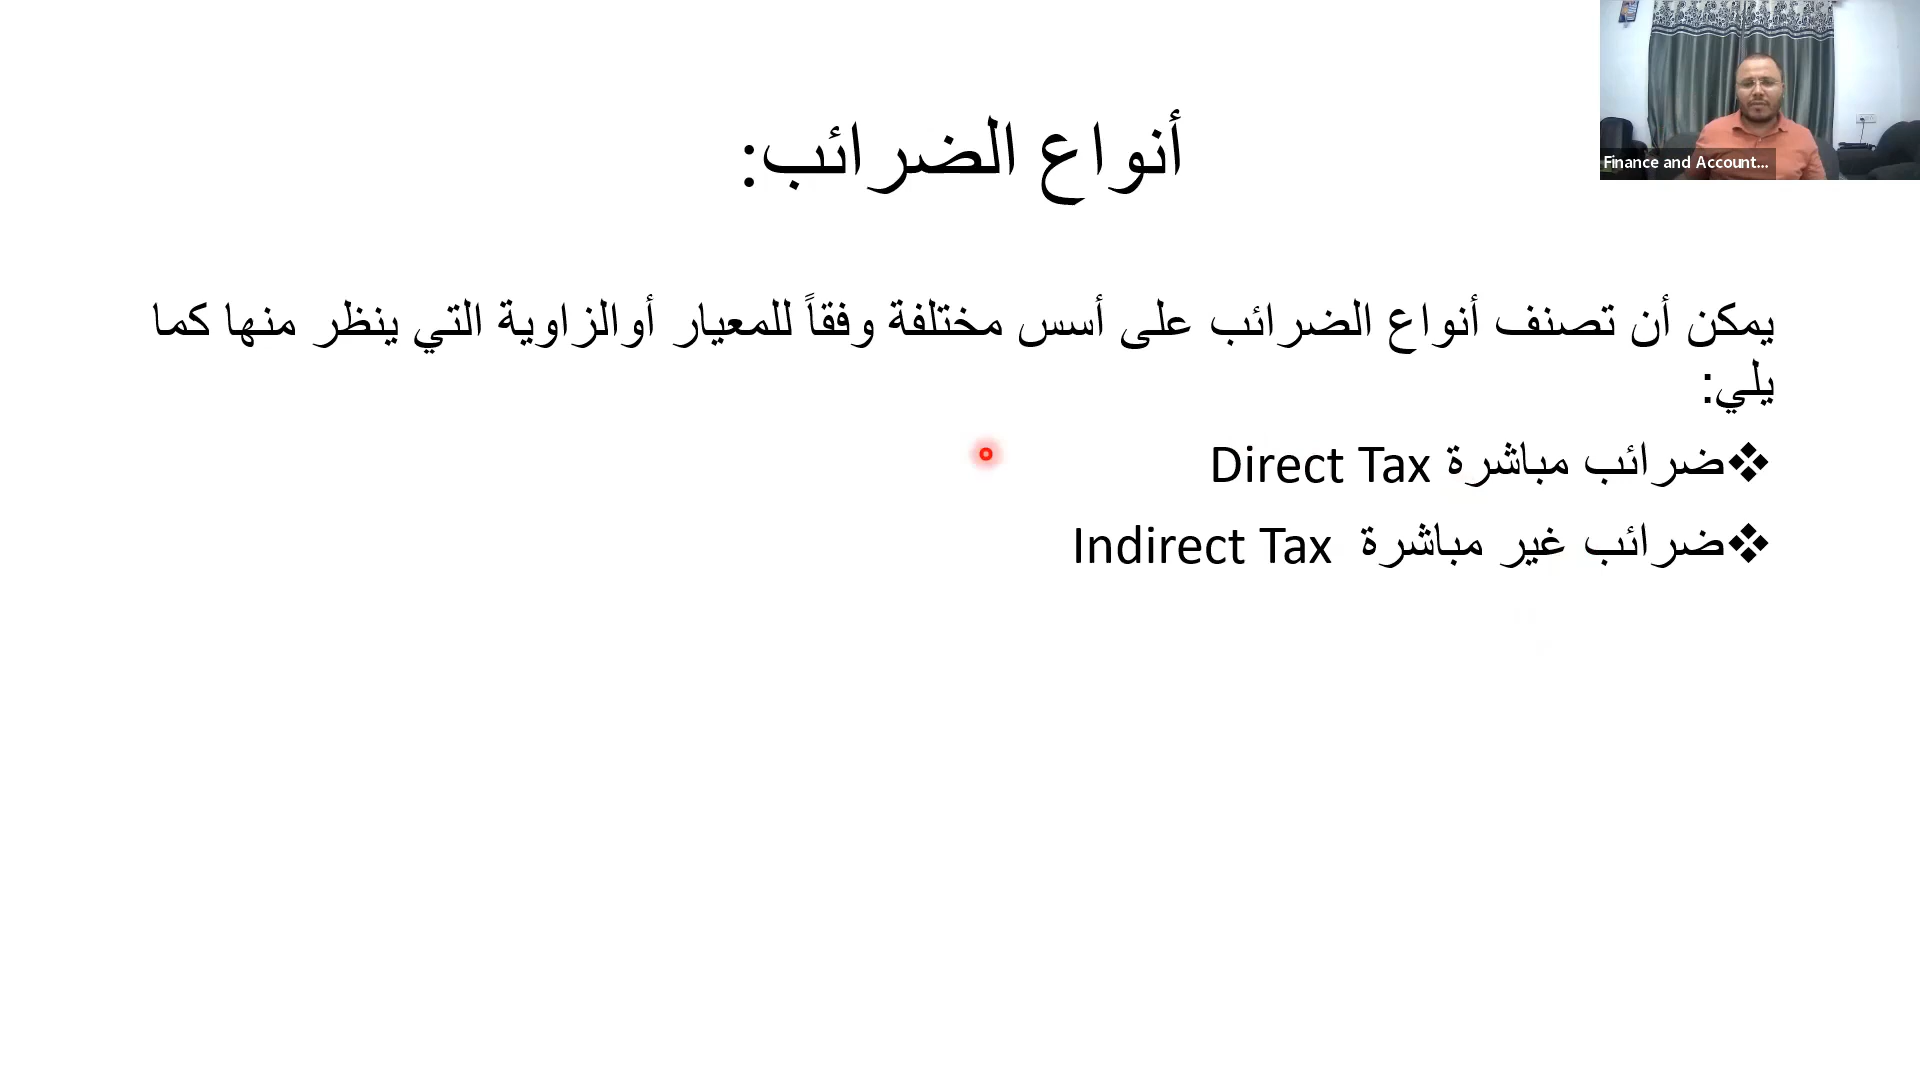 أنواع الضرائب:
يمكن أن تصنف أنواع الضرائب على أسس مختلفة وفقاً للمعيار أوالزاوية التي ينظر منها كما
يلي:
❖ضرائب مباشرة Direct Tax
❖ضرائب غير مباشرة  Indirect Tax
Finance and Account...